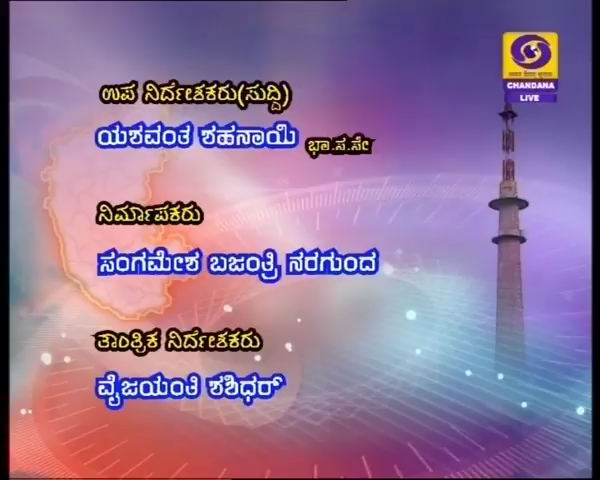 CHANDANA
LIVE
ಉಪ ನಿರ್ದೇಶಕರು(ಸುದ್ದಿ)
ಯಶವಂತ ಶಹನಾಯಿ ಭಾ.ಸ.ಸೇ
ನಿರ್ಮಾಪಕರು
ಸಂಗಮೇಶ ಬಜಂತ್ರಿ ನರಗುಂದ
ತಾಂತ್ರಿಕ ನಿರ್ದೇಶಕರು
ವೈಜಯಂತಿ ಶಶಿಧರ್